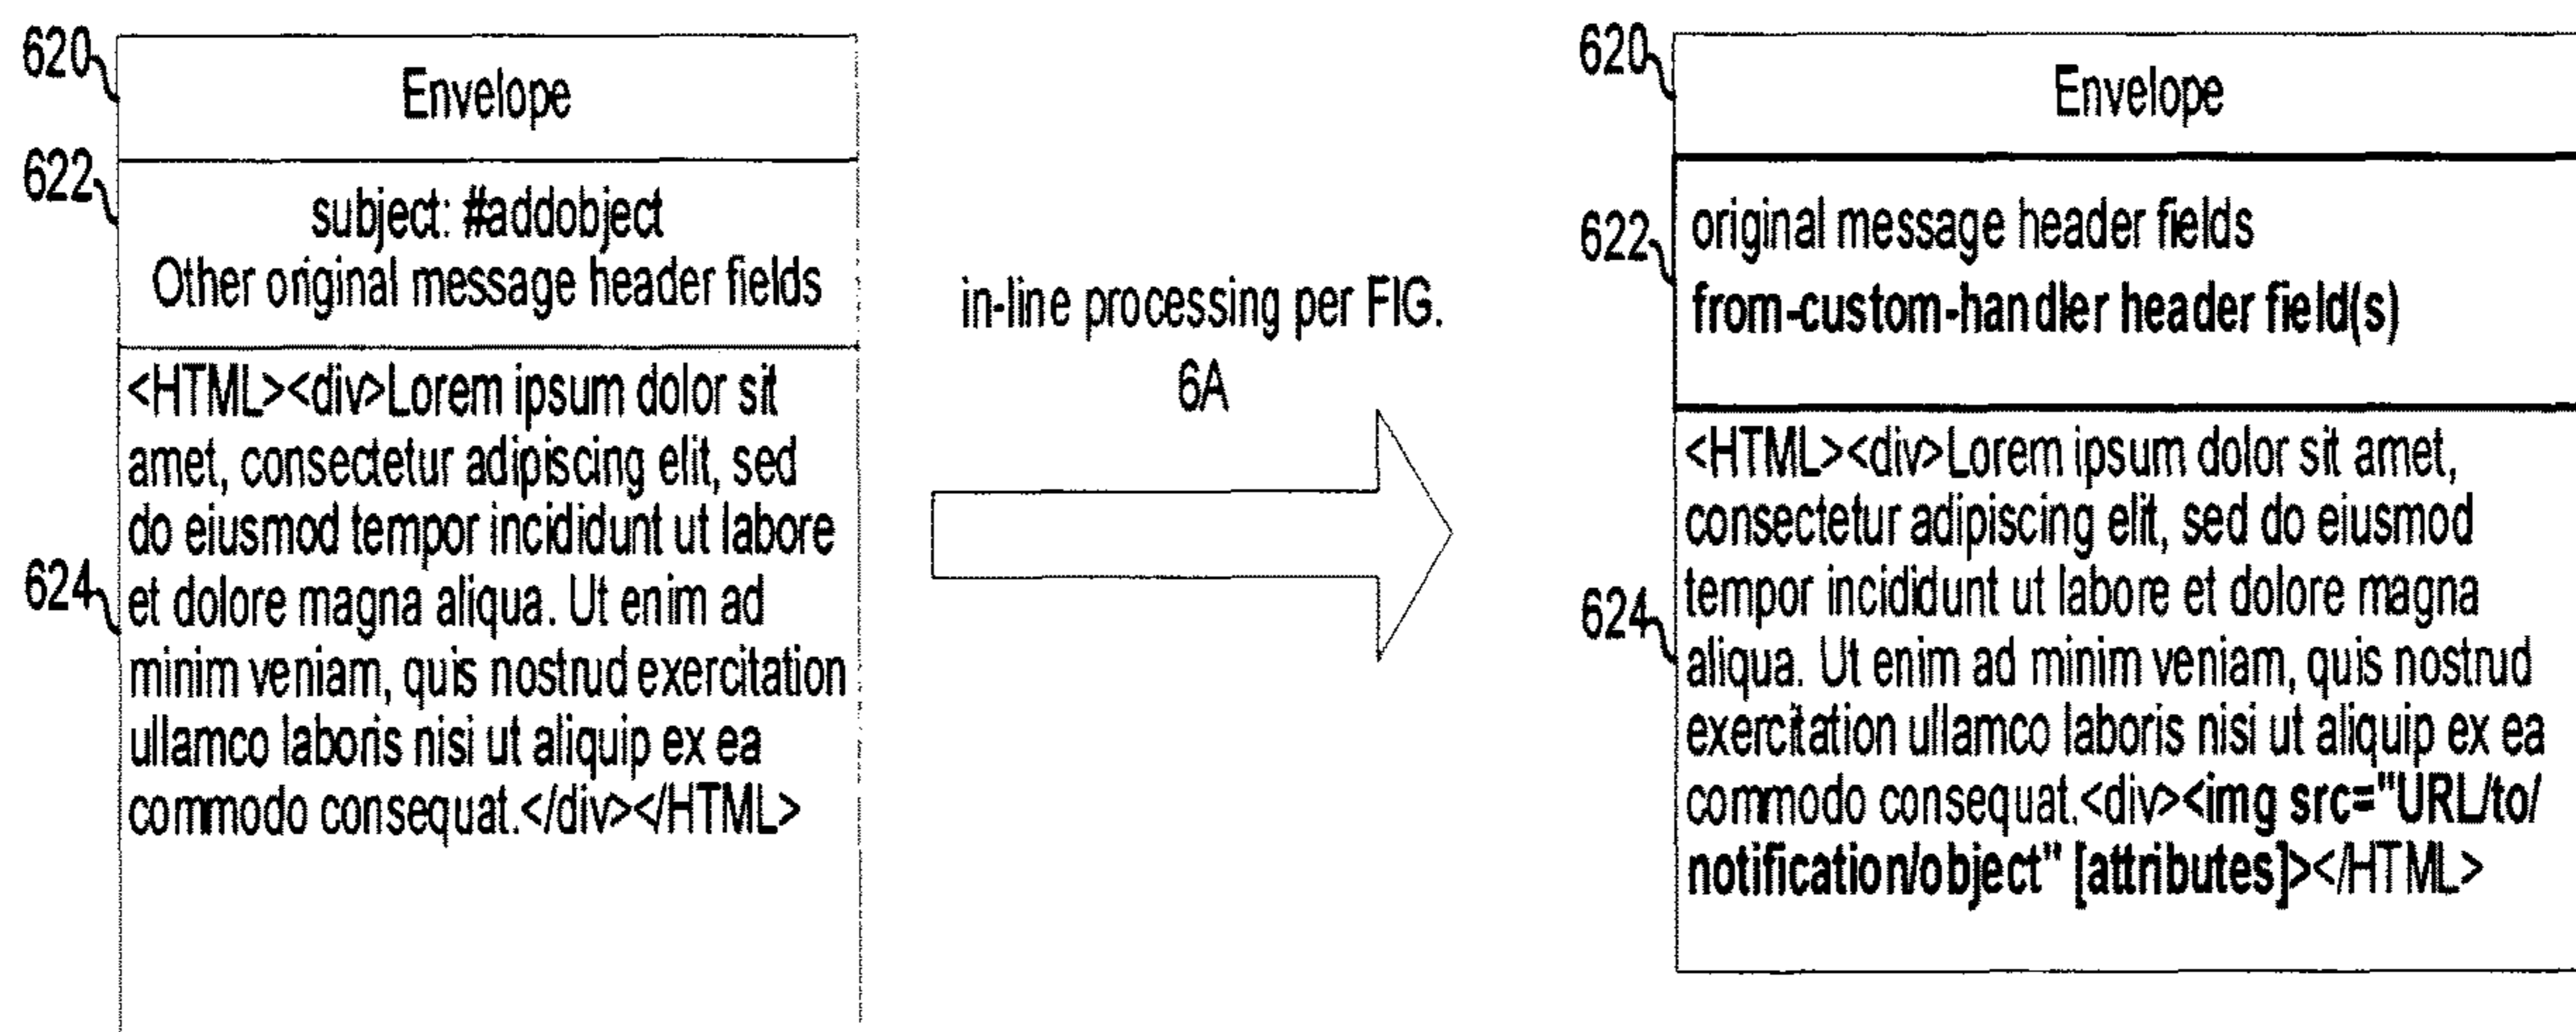 620
Envelope
622
subject: #addobject
Other original message header fields
624
<HTML><div>Lorem ipsum dolor sit
amet, consectetur adipiscing elit, sed
do eiusmod tempor incididunt ut labore
et dolore magna aliqua. Ut enim ad
minim veniam, quis nostrud exercitation
ullamco laboris nisi ut aliquip ex ea
commodo consequat.</div></HTML>
in-line processing per FIG.
6A
620
Envelope
622
original message header fields
from-custom-handler header field(s)
624
<HTML><div>Lorem ipsum dolor sit amet,
consectetur adipiscing elit, sed do eiusmod
tempor incididunt ut labore et dolore magna
aliqua. Ut enim ad minim veniam, quis nostrud
exercitation ullamco laboris nisi ut aliquip ex ea
commodo consequat.<div><img src="URL/to/
notification/object" [attributes]></HTML>